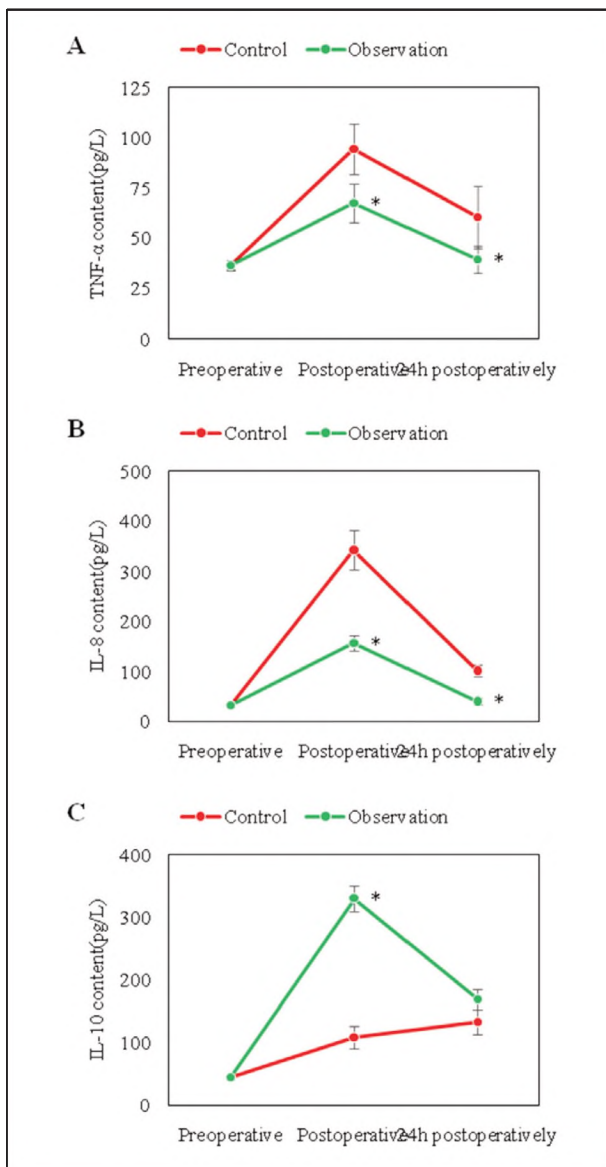 A
Control Observation
TNF-α content(pg/L)
125
100
75
50
25
0
*
*
Preoperative Postoperative 24h postoperatively
B
Control Observation
IL-8 content(pg/L)
500
400
300
200
100
0
*
*
Preoperative Postoperative 24h postoperatively
C
Control Observation
IL-10 content(pg/L)
400
300
200
100
0
*
Preoperative Postoperative 24h postoperatively